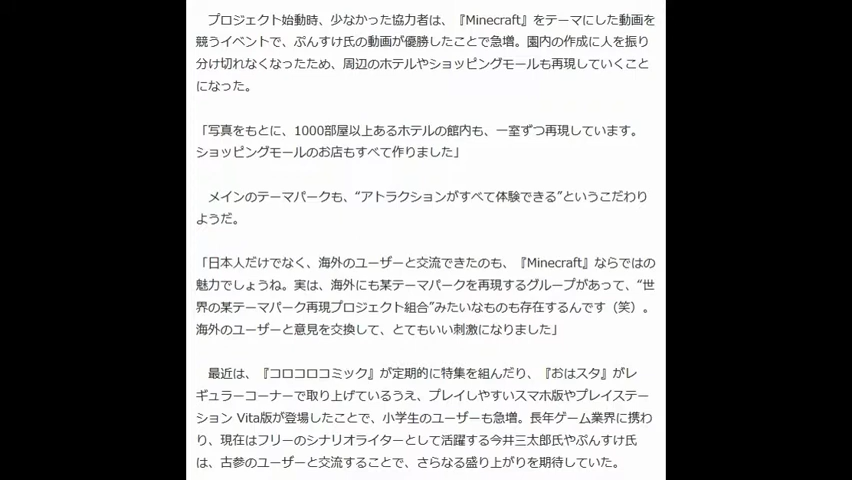 プロジェクト始動時、少なかった協力者は、『Minecraft』をテーマにした動画を
競うイベントで、ぷんすけ氏の動画が優勝したことで急増。園内の作成に人を振り
分け切れなくなったため、周辺のホテルやショッピングモールも再現していくこと
になった。
「写真をもとに、1000部屋以上あるホテルの館内も、一室ずつ再現しています。
ショッピングモールのお店もすべて作りました」
メインのテーマパークも、“アトラクションがすべて体験できる”というこだわり
ようだ。
「日本人だけでなく、海外のユーザーと交流できたのも、『Minecraft』ならではの
魅力でしょうね。実は、海外にも某テーマパークを再現するグループがあって、“世
界の某テーマパーク再現プロジェクト組合”みたいなものも存在するんです（笑）。
海外のユーザーと意見を交換して、とてもいい刺激になりました」
最近は、『コロコロコミック』が定期的に特集を組んだり、『おはスタ』がレ
ギュラーコーナーで取り上げているうえ、プレイしやすいスマホ版やプレイステー
ション Vita版が登場したことで、小学生のユーザーも急増。長年ゲーム業界に携わ
り、現在はフリーのシナリオライターとして活躍する今井三太郎氏やぷんすけ氏
は、古参のユーザーと交流することで、さらなる盛り上がりを期待していた。